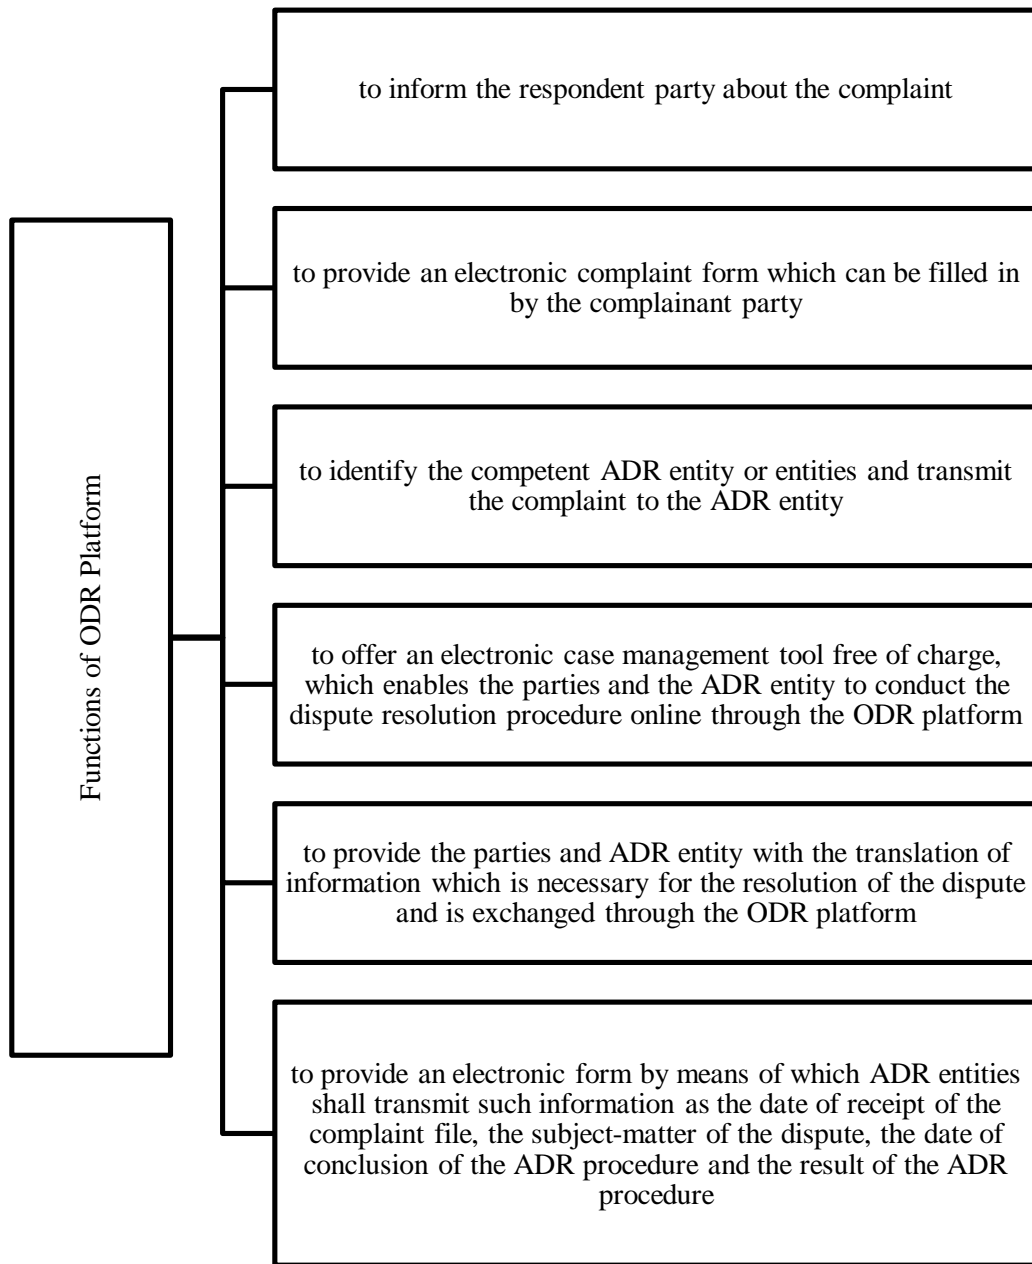 Functions of ODR Platform
to inform the respondent party about the complaint
to provide an electronic complaint form which can be filled in
by the complainant party
to identify the competent ADR entity or entities and transmit
the complaint to the ADR entity
to offer an electronic case management tool free of charge,
which enables the parties and the ADR entity to conduct the
dispute resolution procedure online through the ODR platform
to provide the parties and ADR entity with the translation of
information which is necessary for the resolution of the dispute
and is exchanged through the ODR platform
to provide an electronic form by means of which ADR entities
shall transmit such information as the date of receipt of the
complaint file, the subject-matter of the dispute, the date of
conclusion of the ADR procedure and the result of the ADR
procedure